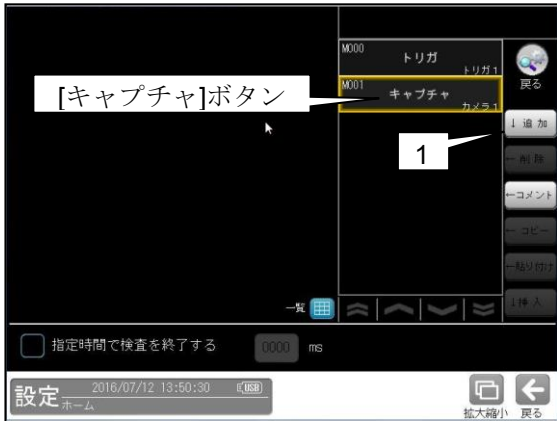 M000
トリガ
トリガ1
戻る
[キャプチャ]ボタン
M001
キャプチャ
カメラ1
↓追加
1
←削除
←コメント
←コピー
←貼り付け
一覧
↓挿入
指定時間で検査を終了する
0000 ms
設定
2016/07/12 13:50:30
USB
ホーム
拡大縮小
戻る